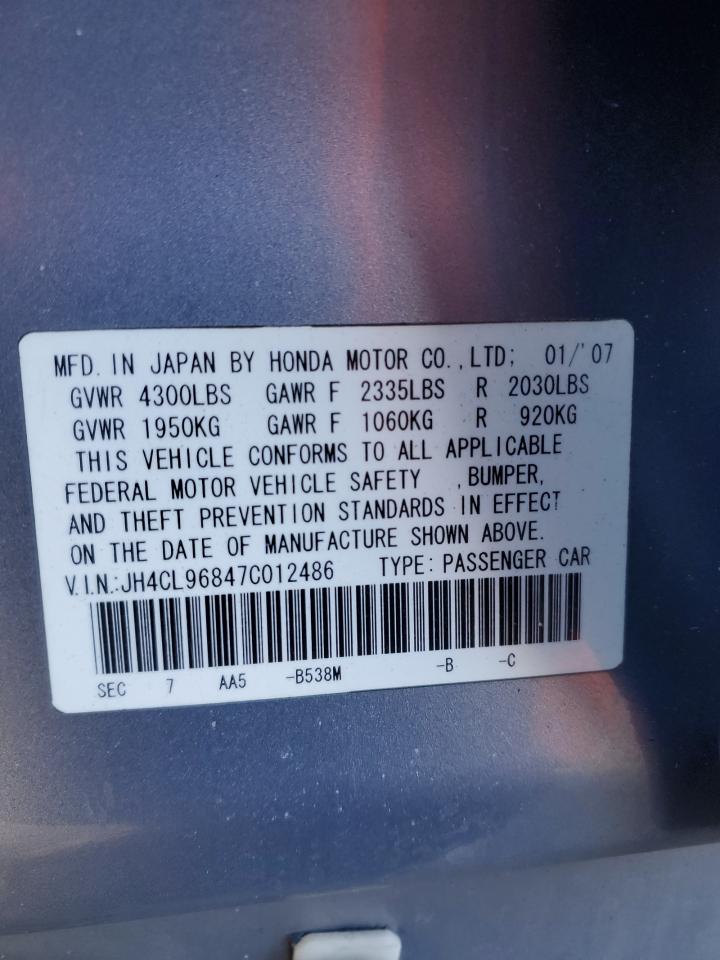 MFD. IN JAPAN BY HONDA MOTOR CO.,LTD; 01/'07
GVWR 4300LBS GAWR F 2335LBS R 2030LBS
GVWR 1950KG GAWR F 1060KG R 920KG
THIS VEHICLE CONFORMS TO ALL APPLICABLE
FEDERAL MOTOR VEHICLE SAFETY ,BUMPER,
AND THEFT PREVENTION STANDARDS IN EFFECT
ON THE DATE OF MANUFACTURE SHOWN ABOVE.
V.I.N.:JH4CL96847C012486 TYPE: PASSENGER CAR
SEC 7 AA5 -B538M -B -C